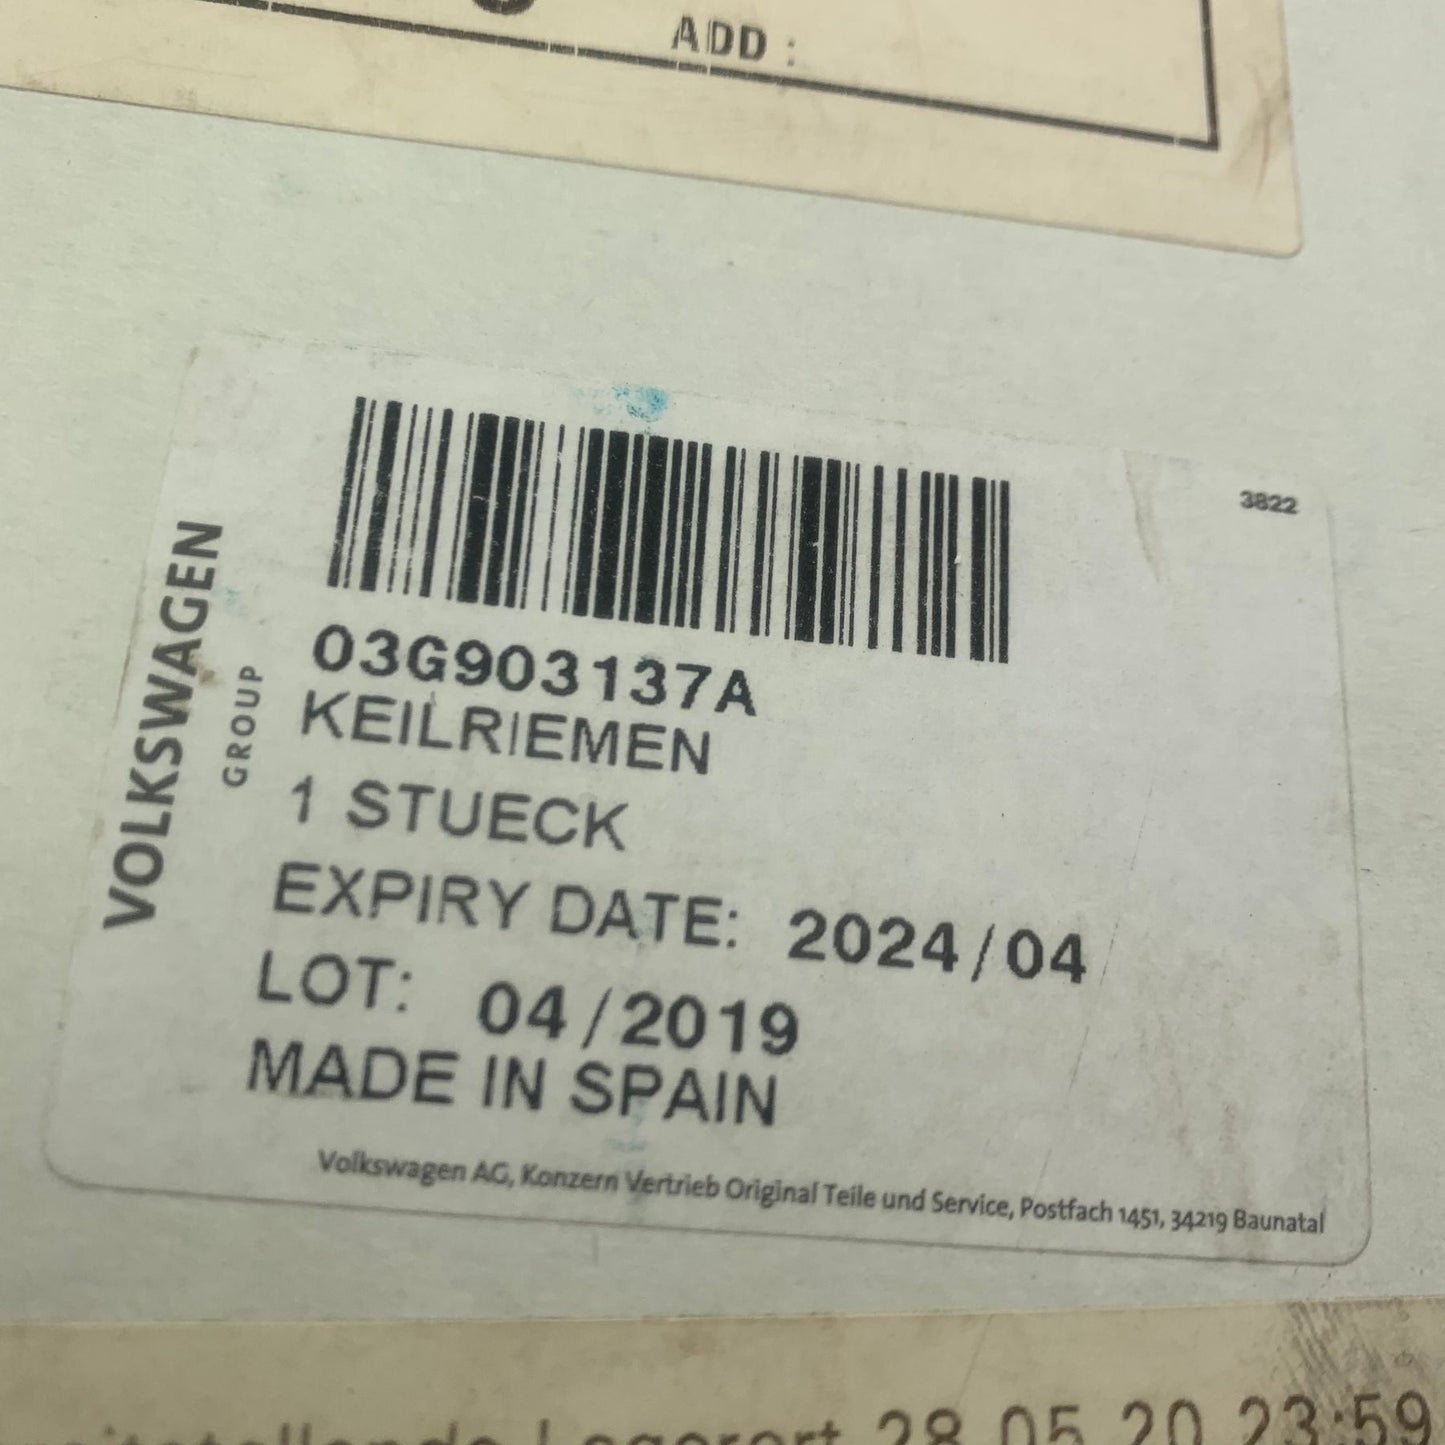 ADD :
3822
VOLKSWAGEN
GROUP
03G903137A
KEILRIEMEN
1 STUECK
EXPIRY DATE: 2024/04
LOT: 04/2019
MADE IN SPAIN
Volkswagen AG, Konzern Vertrieb Original Teile und Service, Postfach 1451, 34219 Baunatal
Lagerort 28.05.20 23:59